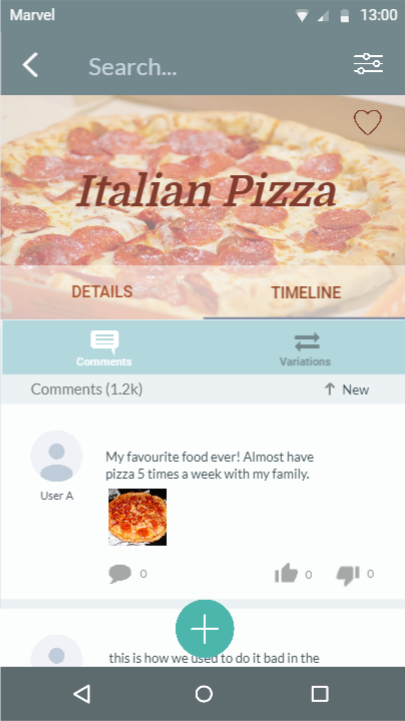 Marvel 13:00
Search...
Italian Pizza
DETAILS TIMELINE
Comments Variations
Comments (1.2k) New
My favourite food ever! Almost have
pizza 5 times a week with my family.
User A
0 0 0
this is how we used to do it bad in the